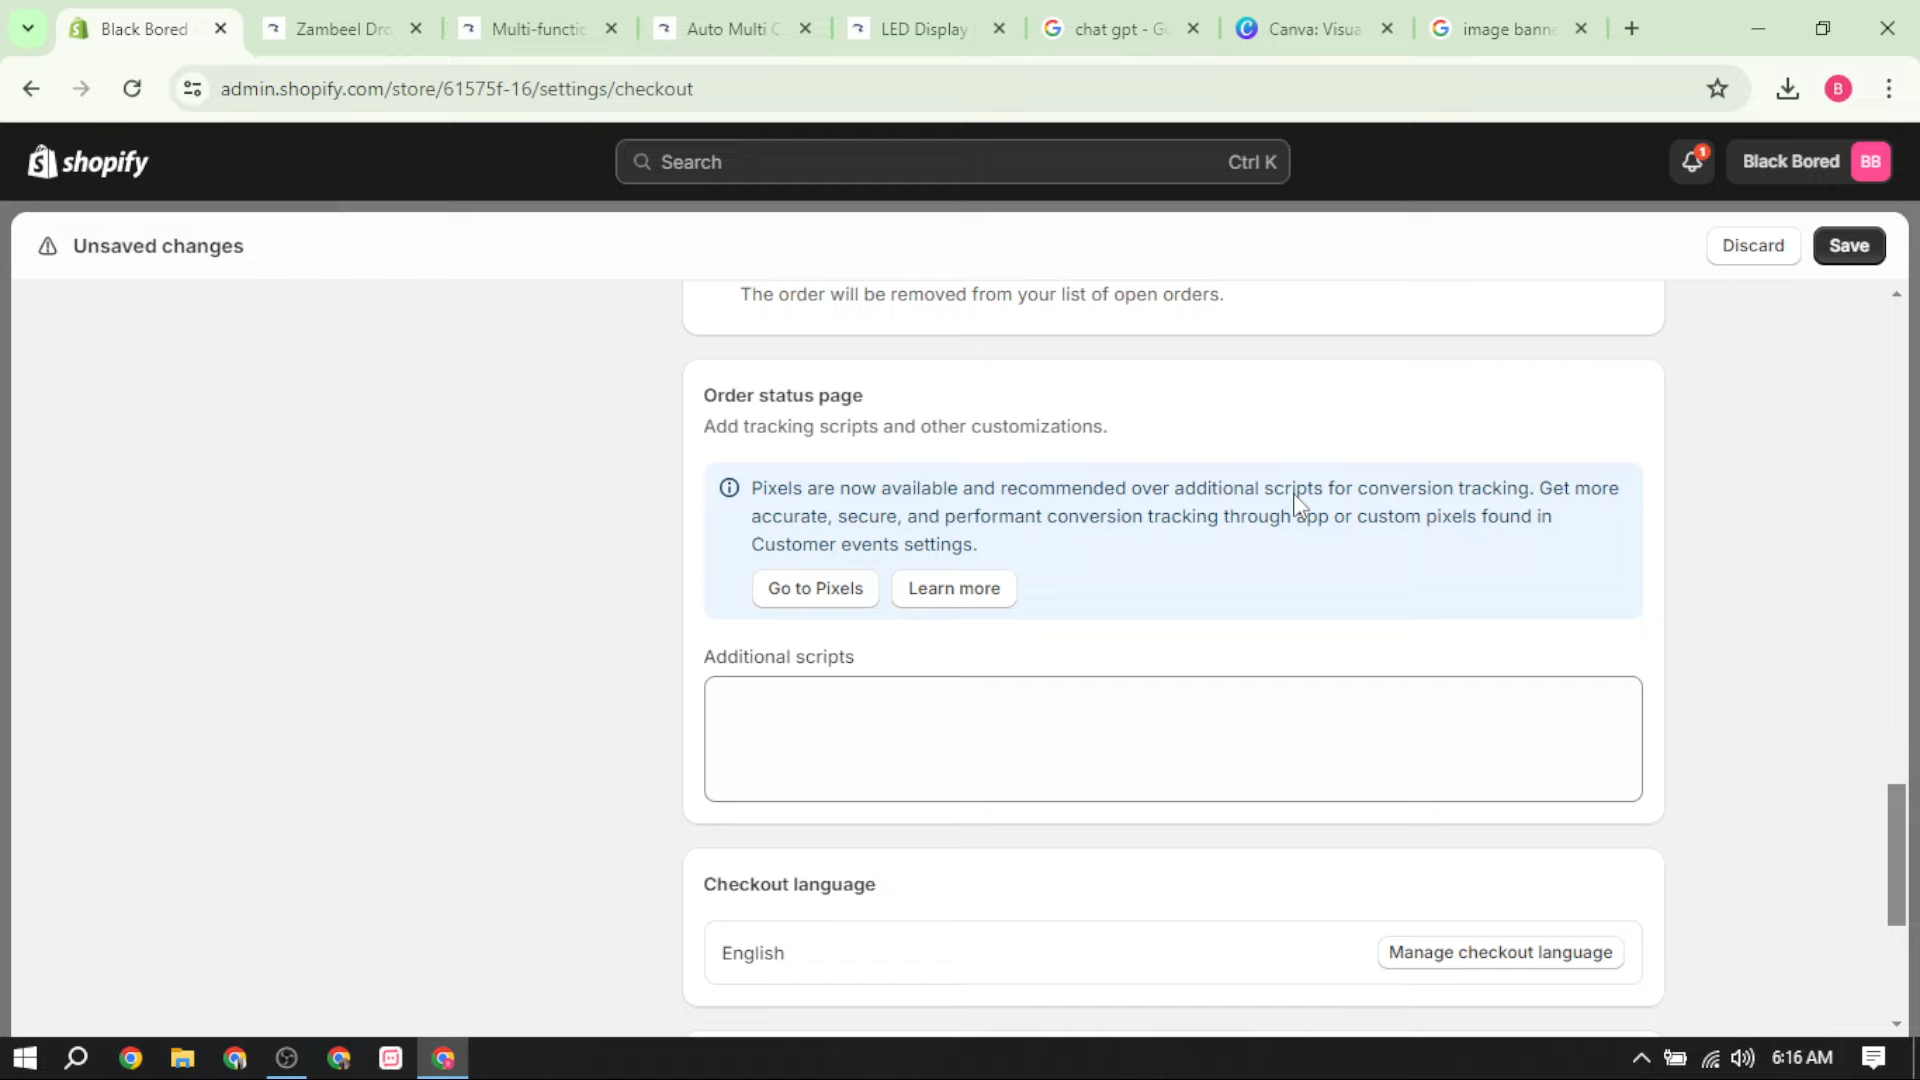 Black Bored
Zambeel Dro
Multi-functio
Auto Multi C
LED Display
chat gpt - Go
Canva: Visua
image banne
admin.shopify.com/store/61575f-16/settings/checkout
B
shopify
Search
Ctrl K
1
Black Bored
BB
Unsaved changes
Discard
Save
The order will be removed from your list of open orders.
Order status page
Add tracking scripts and other customizations.
Pixels are now available and recommended over additional scripts for conversion tracking. Get more
accurate, secure, and performant conversion tracking through app or custom pixels found in
Customer events settings.
Go to Pixels
Learn more
Additional scripts
Checkout language
English
Manage checkout language
6:16 AM